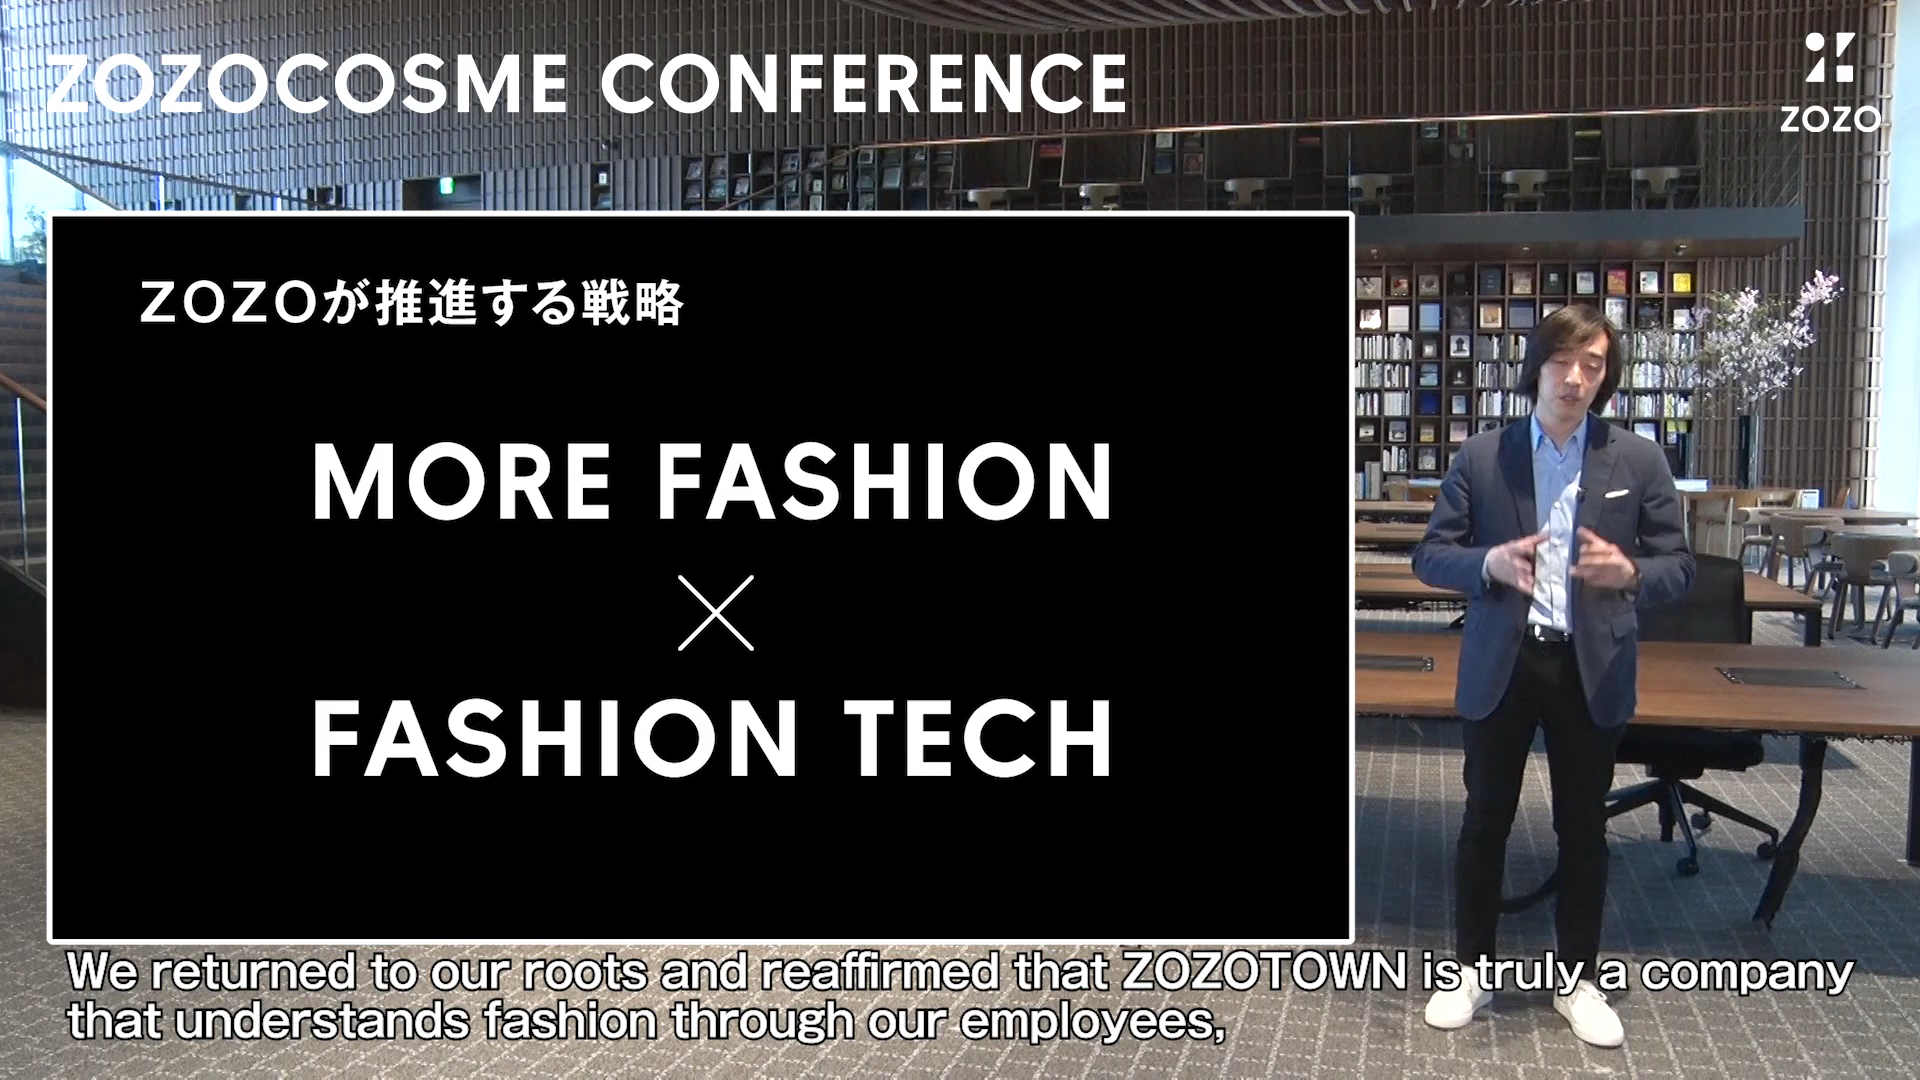 ZOZOCOSME CONFERENCE
ZOZO
ZOZOが推進する戦略
MORE FASHION
×
FASHION TECH
We returned to our roots and reaffirmed that ZOZOTOWN is truly a company
that understands fashion through our employees,